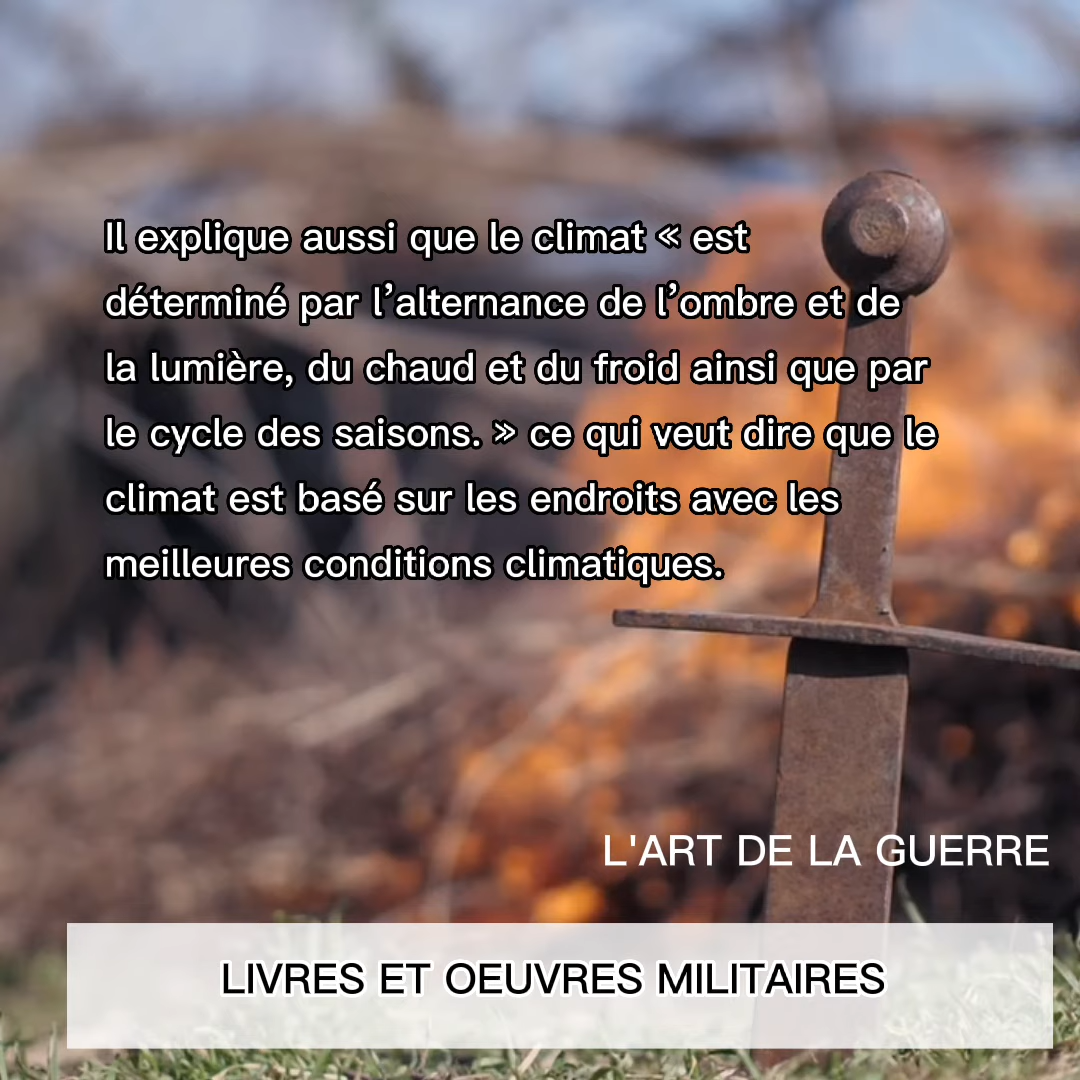 Il explique aussi que le climat « est
déterminé par l’alternance de l’ombre et de
la lumière, du chaud et du froid ainsi que par
le cycle des saisons. » ce qui veut dire que le
climat est basé sur les endroits avec les
meilleures conditions climatiques.
L'ART DE LA GUERRE
LIVRES ET OEUVRES MILITAIRES